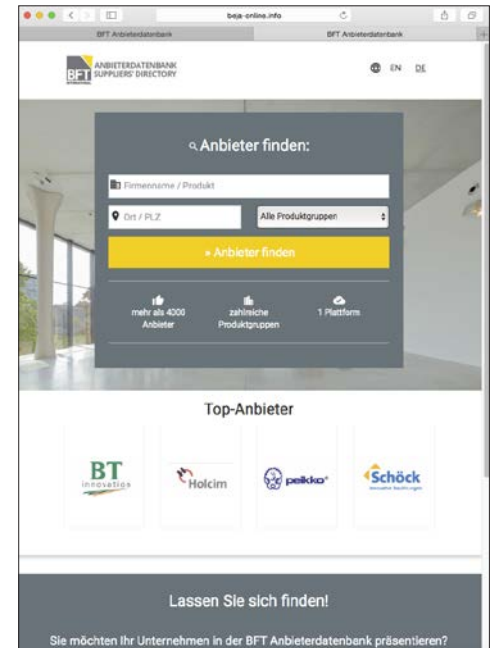 beja-online.info
BFT Anbieterdatenbank
BFT Anbieterdatenbank
BFT INTERNATIONAL
ANBIETERDATENBANK
SUPPLIERS' DIRECTORY
EN DE
Anbieter finden:
Firmenname / Produkt
Ort / PLZ
Alle Produktgruppen
» Anbieter finden
mehr als 4000
Anbieter
zahlreiche
Produktgruppen
1 Plattform
Top-Anbieter
BT
innovation
Holcim
peikko
Schöck
Lassen Sie sich finden!
Sie möchten Ihr Unternehmen in der BFT Anbieterdatenbank präsentieren?